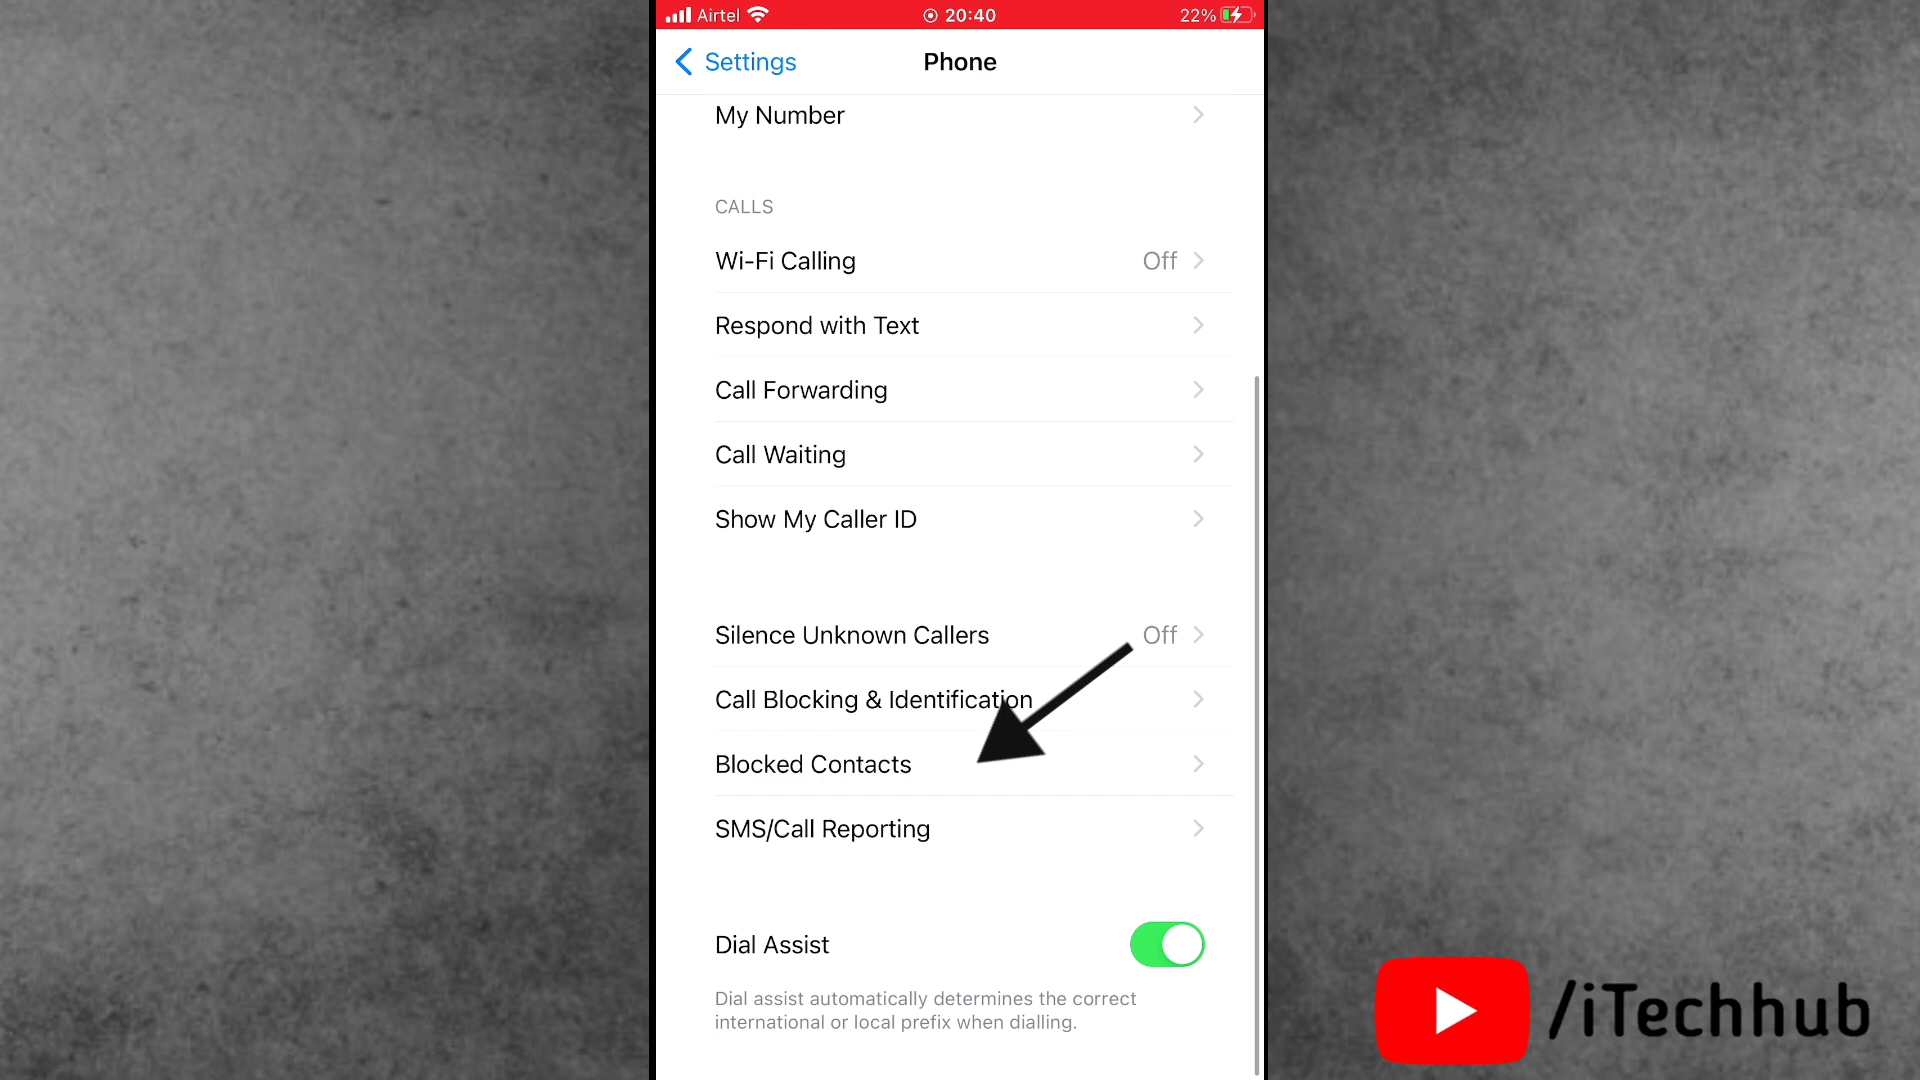 Airtel 20:40 22%
Settings Phone
My Number
CALLS
Wi-Fi Calling Off
Respond with Text
Call Forwarding
Call Waiting
Show My Caller ID
Silence Unknown Callers Off
Call Blocking & Identification
Blocked Contacts
SMS/Call Reporting
Dial Assist
Dial assist automatically determines the correct
international or local prefix when dialling.
/iTechhub